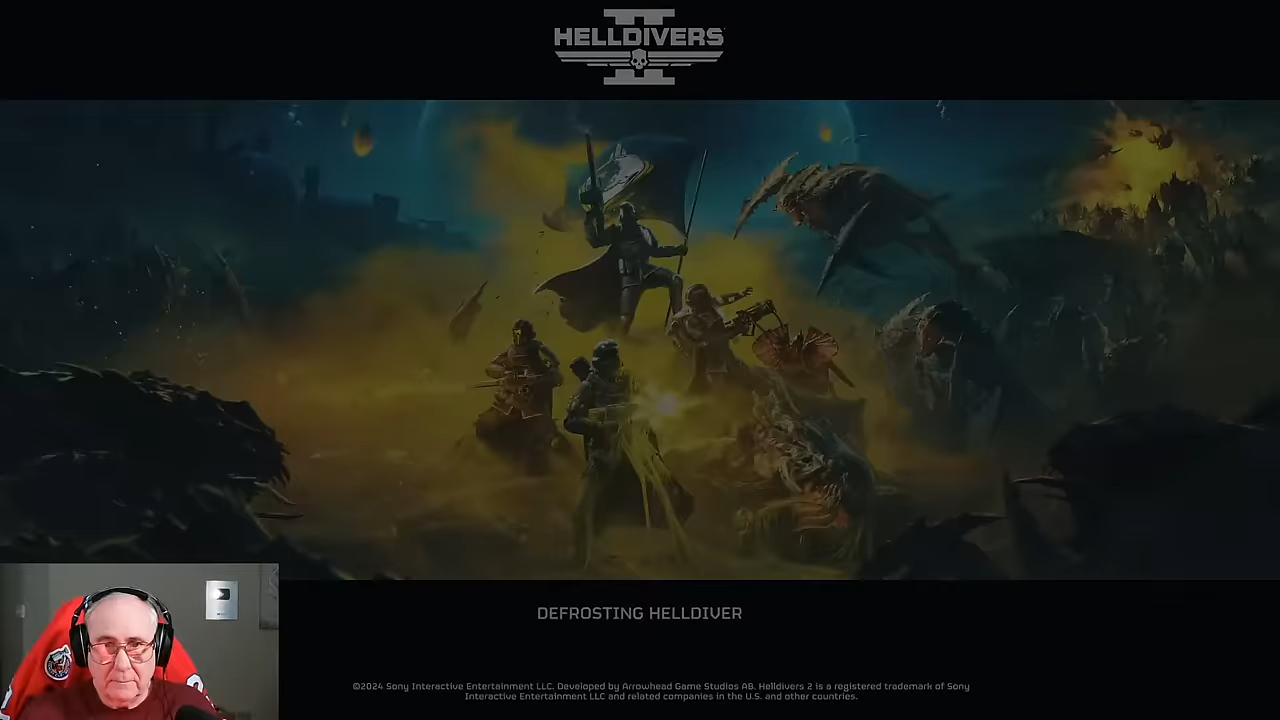 HELLDIVERS
II
DEFROSTING HELLDIVER
©2024 Sony Interactive Entertainment LLC. Developed by Arrowhead Game Studios AB. Helldivers 2 is a registered trademark of Sony
Interactive Entertainment LLC and related companies in the U.S. and other countries.